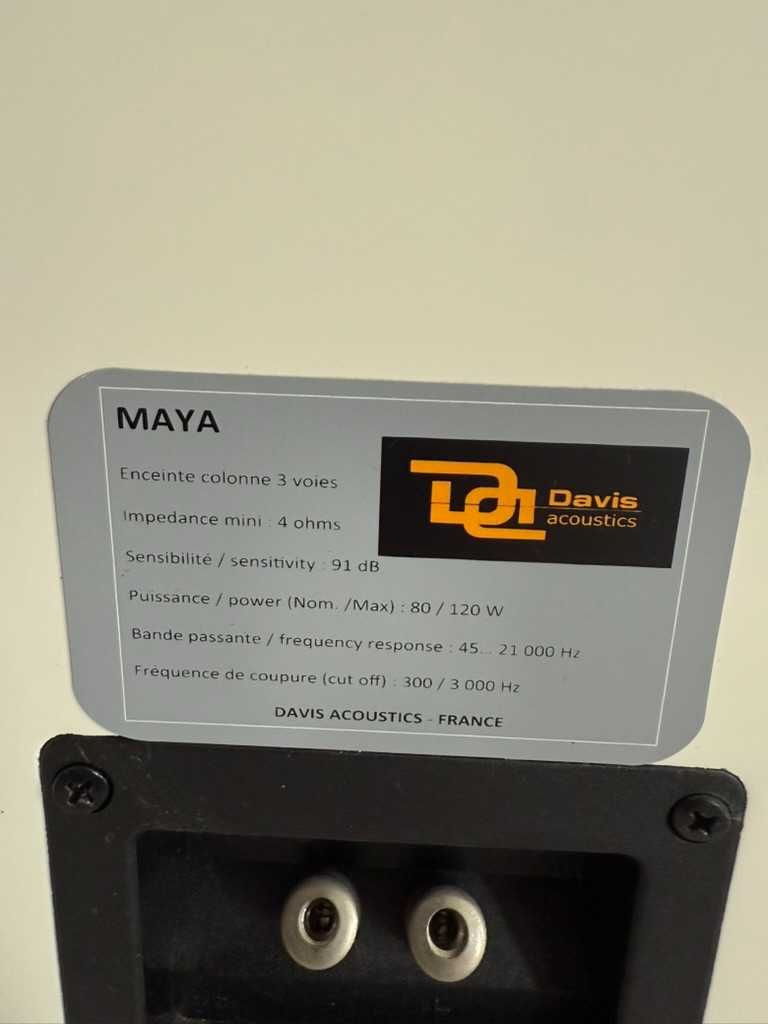 MAYA
Enceinte colonne 3 voies
Davis
acoustics
Impedance mini : 4 ohms
Sensibilité / sensitivity : 91 dB
Puissance / power (Nom. /Max) : 80 / 120 W
Bande passante / frequency response : 45... 21 000 Hz
Fréquence de coupure (cut off) : 300 / 3 000 Hz
DAVIS ACOUSTICS - FRANCE